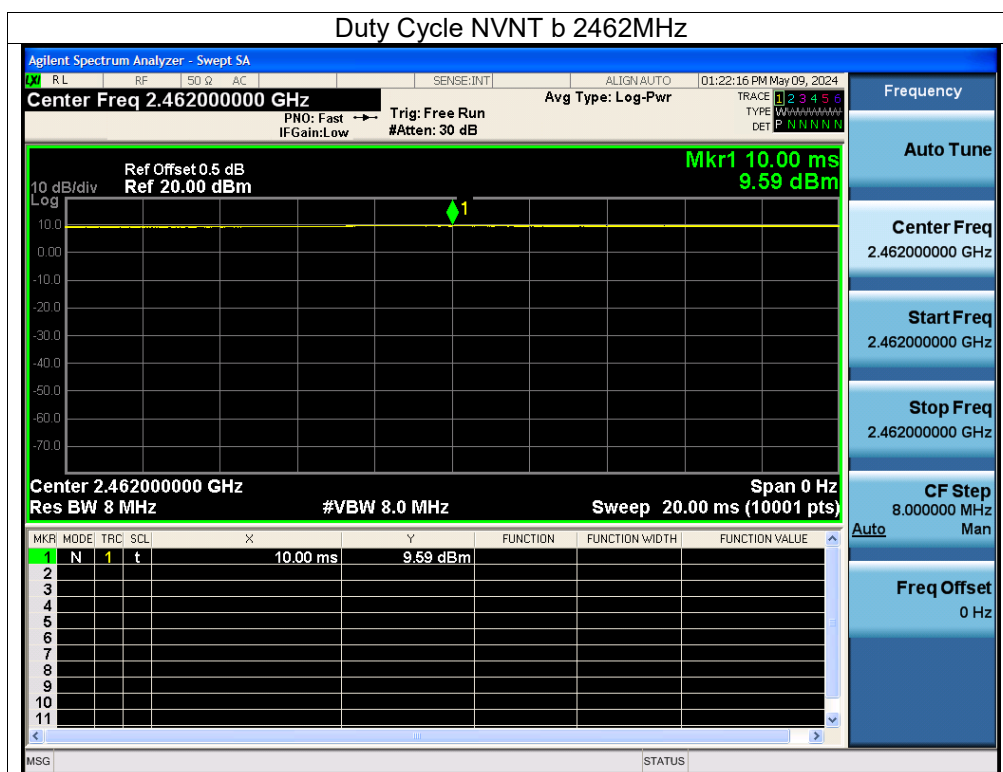 Duty Cycle NVNT b 2462MHz
Agilent Spectrum Analyzer - Swept SA
LXI RL RF 50 Ω AC SENSE:INT ALIGN AUTO 01:22:16 PM May 09, 2024
Center Freq 2.462000000 GHz
PNO: Fast
IFGain:Low
Trig: Free Run
#Atten: 30 dB
Avg Type: Log-Pwr
TRACE 1 2 3 4 5 6
TYPE WWWWWW
DET P N N N N N
Ref Offset 0.5 dB
Ref 20.00 dBm
10 dB/div
Log
Mkr1 10.00 ms
9.59 dBm
1
10.0
0.00
-10.0
-20.0
-30.0
-40.0
-50.0
-60.0
-70.0
Center 2.462000000 GHz Span 0 Hz
Res BW 8 MHz #VBW 8.0 MHz Sweep 20.00 ms (10001 pts)
MKR MODE TRC SCL X Y FUNCTION FUNCTION WIDTH FUNCTION VALUE
1 N 1 t 10.00 ms 9.59 dBm
2
3
4
5
6
7
8
9
10
11
MSG STATUS
Frequency
Auto Tune
Center Freq
2.462000000 GHz
Start Freq
2.462000000 GHz
Stop Freq
2.462000000 GHz
CF Step
8.000000 MHz
Auto Man
Freq Offset
0 Hz